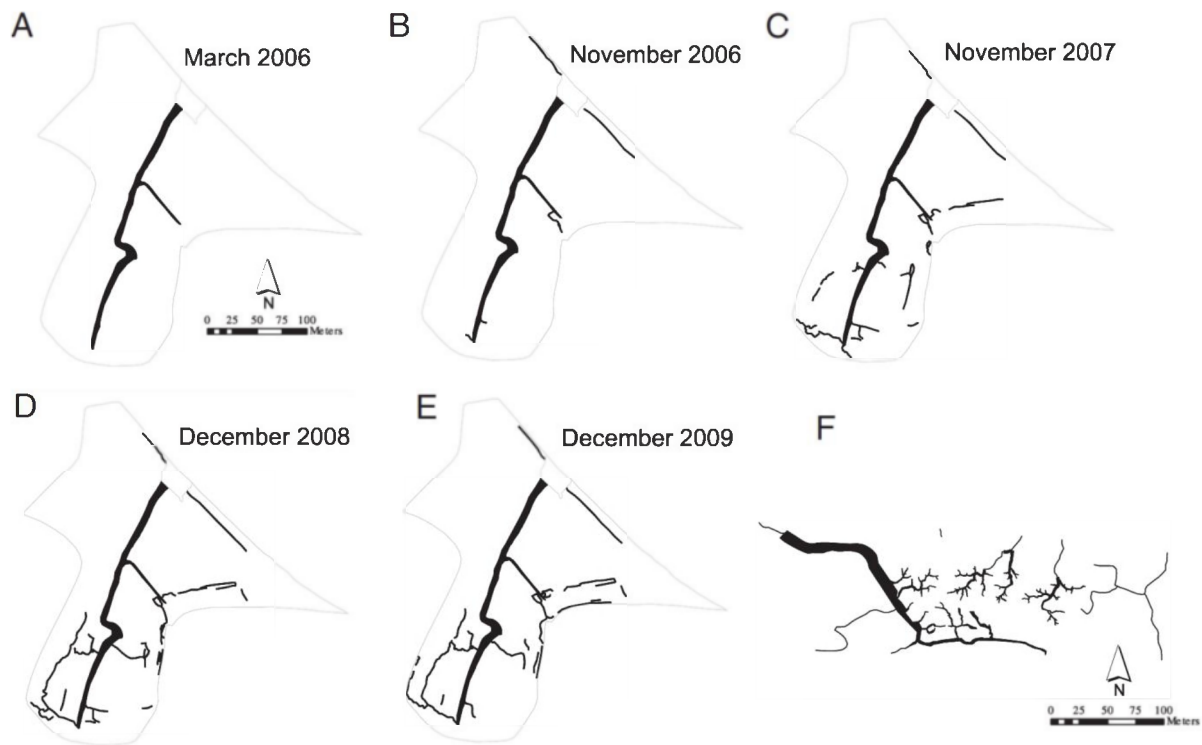 A
March 2006
N
0 25 50 75 100
Meters
B
November 2006
C
November 2007
D
December 2008
E
December 2009
F
N
0 25 50 75 100
Meters